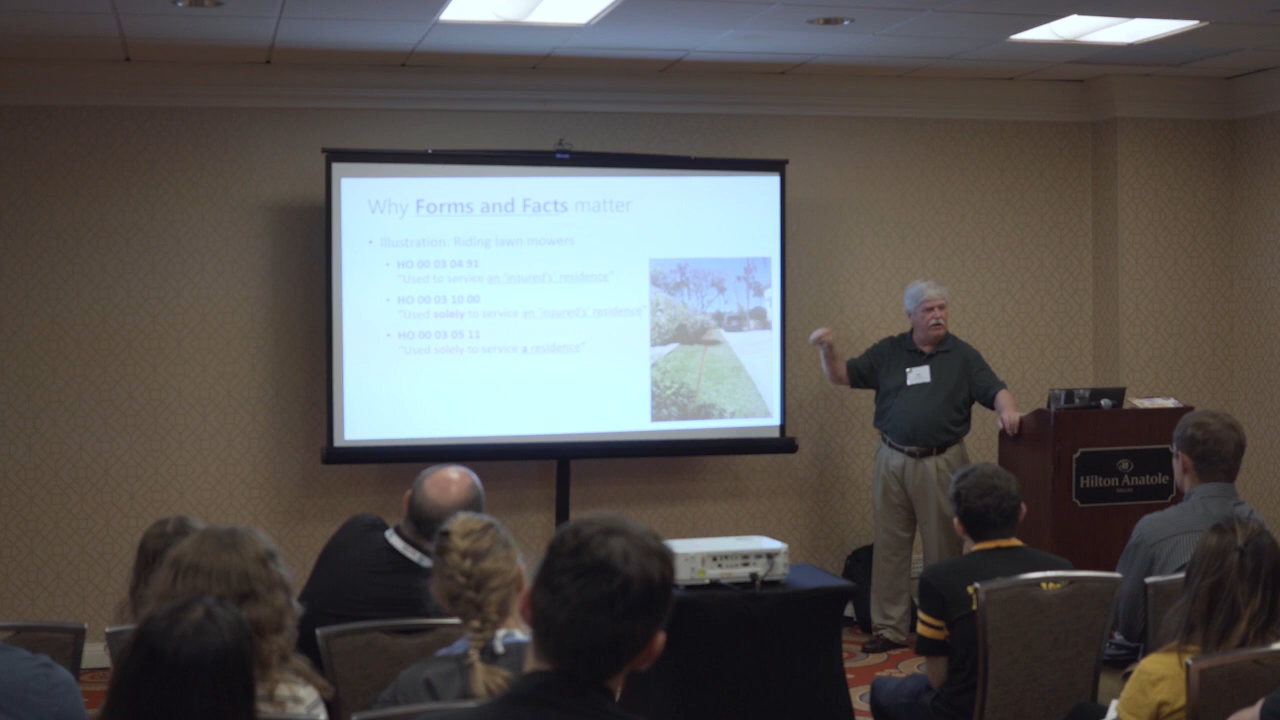 Why Forms and Facts matter
• Illustration: Riding lawn mowers
• HO 00 03 04 91
"Used to service an 'insured's' residence"
• HO 00 03 10 00
"Used solely to service an 'insured's' residence"
• HO 00 03 05 11
"Used solely to service a residence"
Hilton Anatole
DALLAS